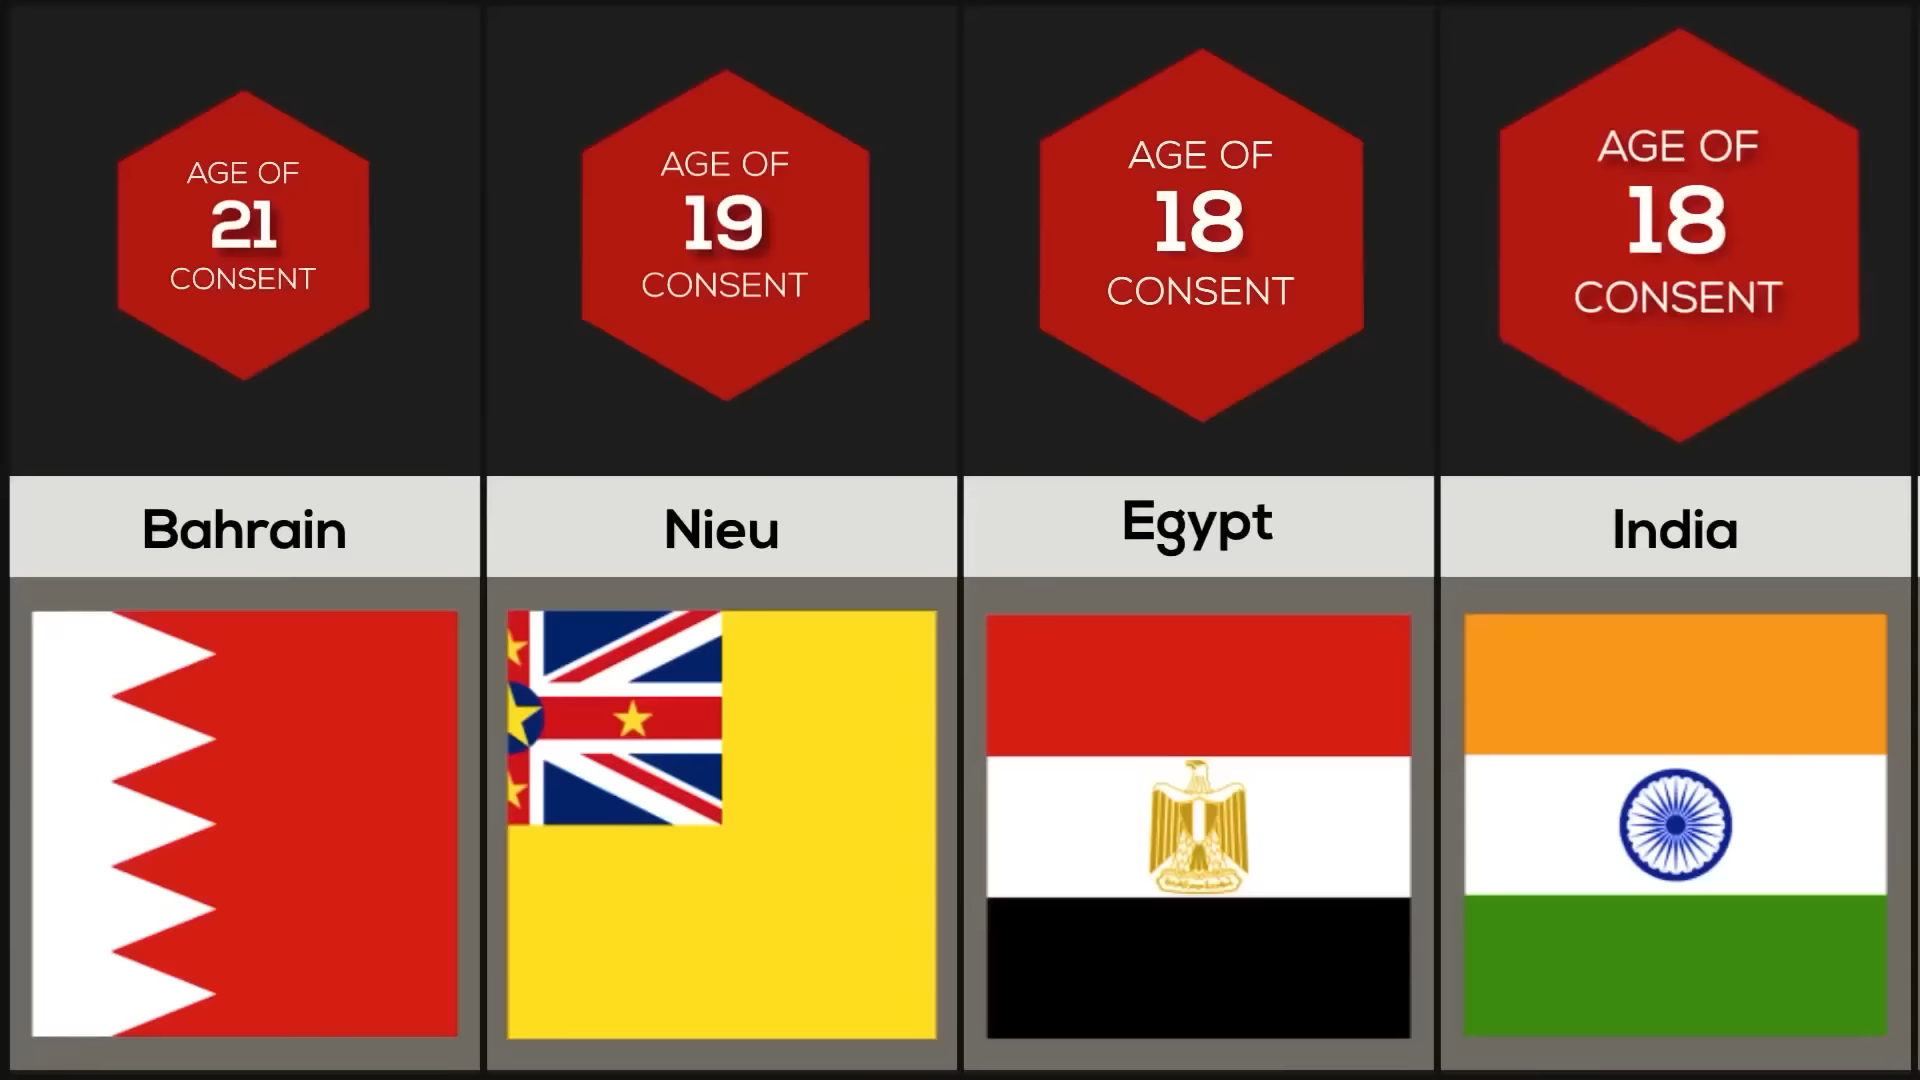 AGE OF
21
CONSENT
Bahrain
AGE OF
19
CONSENT
Nieu
AGE OF
18
CONSENT
Egypt
AGE OF
18
CONSENT
India